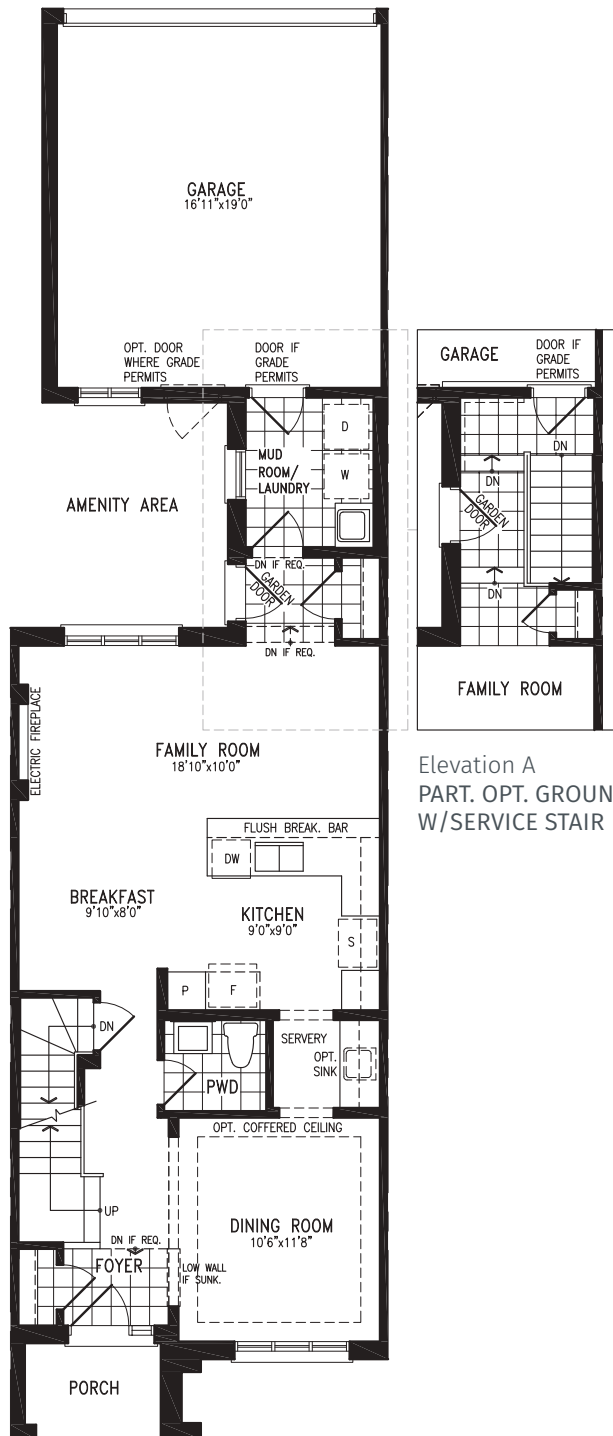 GARAGE
16'11"x19'0"
OPT. DOOR
WHERE GRADE
PERMITS
DOOR IF
GRADE
PERMITS
D
W
MUD
ROOM/
LAUNDRY
AMENITY AREA
DN IF REQ.
GARDEN
DOOR
DN IF REQ.
GARAGE
DOOR IF
GRADE
PERMITS
DN
DN
GARDEN
DOOR
DN
FAMILY ROOM
Elevation A
PART. OPT. GROUN
W/SERVICE STAIR
ELECTRIC FIREPLACE
FAMILY ROOM
18'10"x10'0"
FLUSH BREAK. BAR
DW
BREAKFAST
9'10"x8'0"
KITCHEN
9'0"x9'0"
S
P
F
DN
SERVERY
OPT.
SINK
PWD
OPT. COFFERED CEILING
UP
DINING ROOM
10'6"x11'8"
DN IF REQ.
FOYER
LOW WALL
IF SUNK.
PORCH